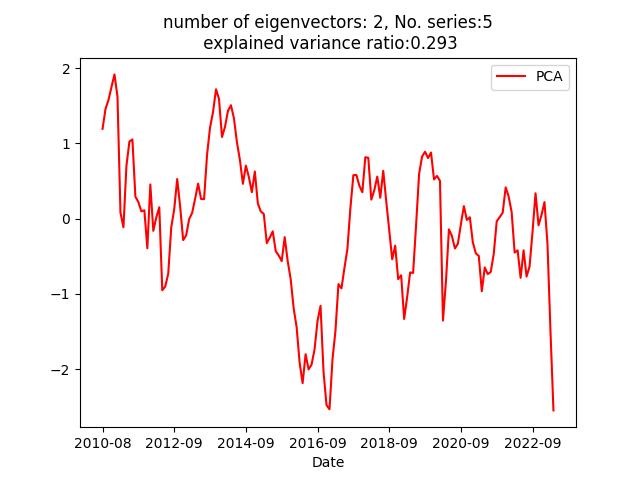 number of eigenvectors: 2, No. series:5
explained variance ratio:0.293
PCA
2
1
0
−1
−2
2010-08 2012-09 2014-09 2016-09 2018-09 2020-09 2022-09
Date